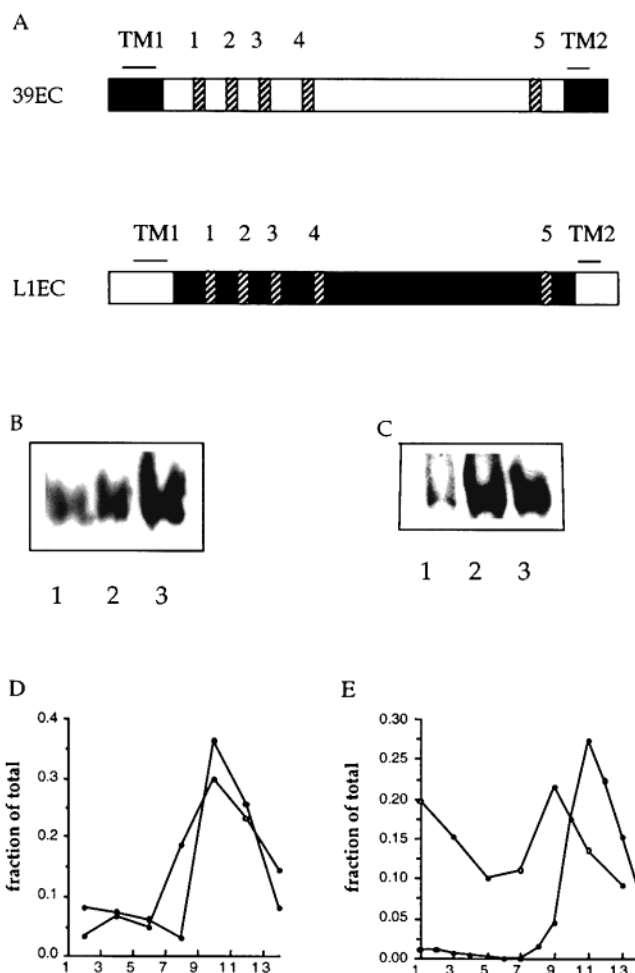 A
TM1 1 2 3 4 5 TM2
39EC
TM1 1 2 3 4 5 TM2
L1EC
B
1 2 3
C
1 2 3
D
fraction of total
0.4
0.3
0.2
0.1
0.0
1 3 5 7 9 11 13
E
fraction of total
0.30
0.25
0.20
0.15
0.10
0.05
0.00
1 3 5 7 9 11 13